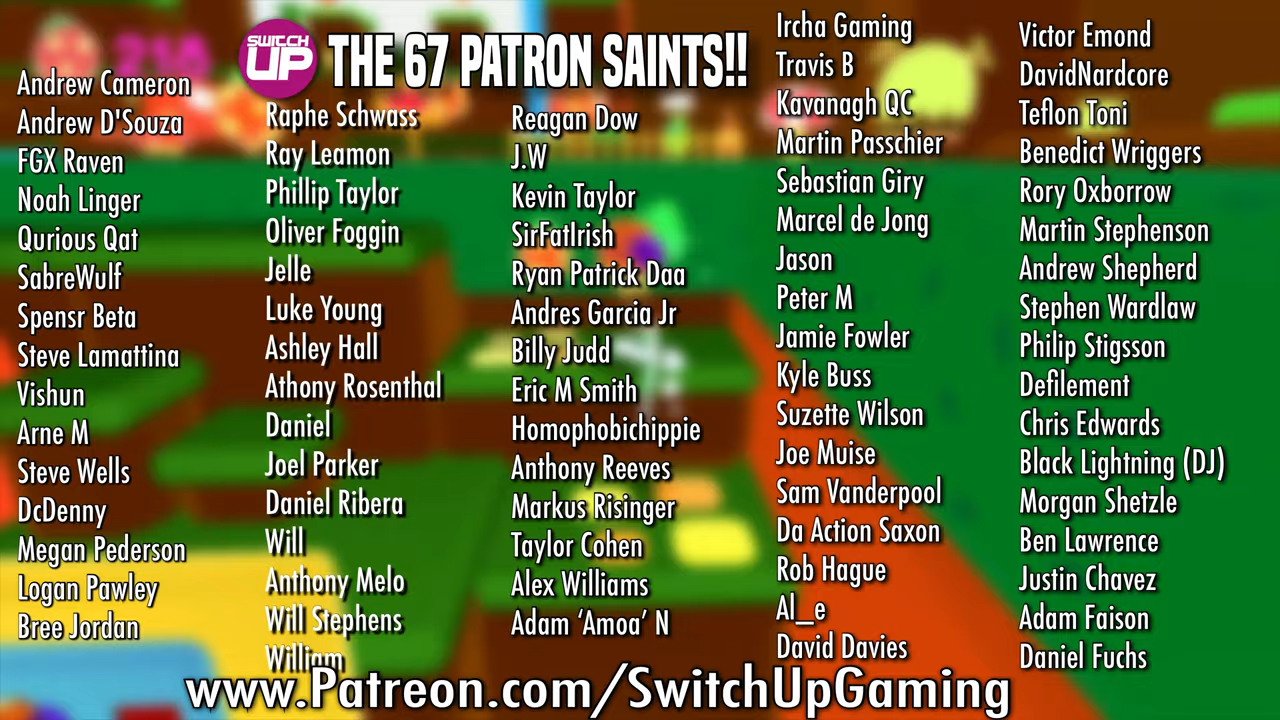 SWITCH
UP
THE 67 PATRON SAINTS!!
218
Andrew Cameron
Andrew D'Souza
FGX Raven
Noah Linger
Qurious Qat
SabreWulf
Spensr Beta
Steve Lamattina
Vishun
Arne M
Steve Wells
DcDenny
Megan Pederson
Logan Pawley
Bree Jordan
Raphe Schwass
Ray Leamon
Phillip Taylor
Oliver Foggin
Jelle
Luke Young
Ashley Hall
Athony Rosenthal
Daniel
Joel Parker
Daniel Ribera
Will
Anthony Melo
Will Stephens
William
Reagan Dow
J.W
Kevin Taylor
SirFatIrish
Ryan Patrick Daa
Andres Garcia Jr
Billy Judd
Eric M Smith
Homophobichippie
Anthony Reeves
Markus Risinger
Taylor Cohen
Alex Williams
Adam ‘Amoa’ N
Ircha Gaming
Travis B
Kavanagh QC
Martin Passchier
Sebastian Giry
Marcel de Jong
Jason
Peter M
Jamie Fowler
Kyle Buss
Suzette Wilson
Joe Muise
Sam Vanderpool
Da Action Saxon
Rob Hague
Al_e
David Davies
Victor Emond
DavidNardcore
Teflon Toni
Benedict Wriggers
Rory Oxborrow
Martin Stephenson
Andrew Shepherd
Stephen Wardlaw
Philip Stigsson
Defilement
Chris Edwards
Black Lightning (DJ)
Morgan Shetzle
Ben Lawrence
Justin Chavez
Adam Faison
Daniel Fuchs
www.Patreon.com/SwitchUpGaming